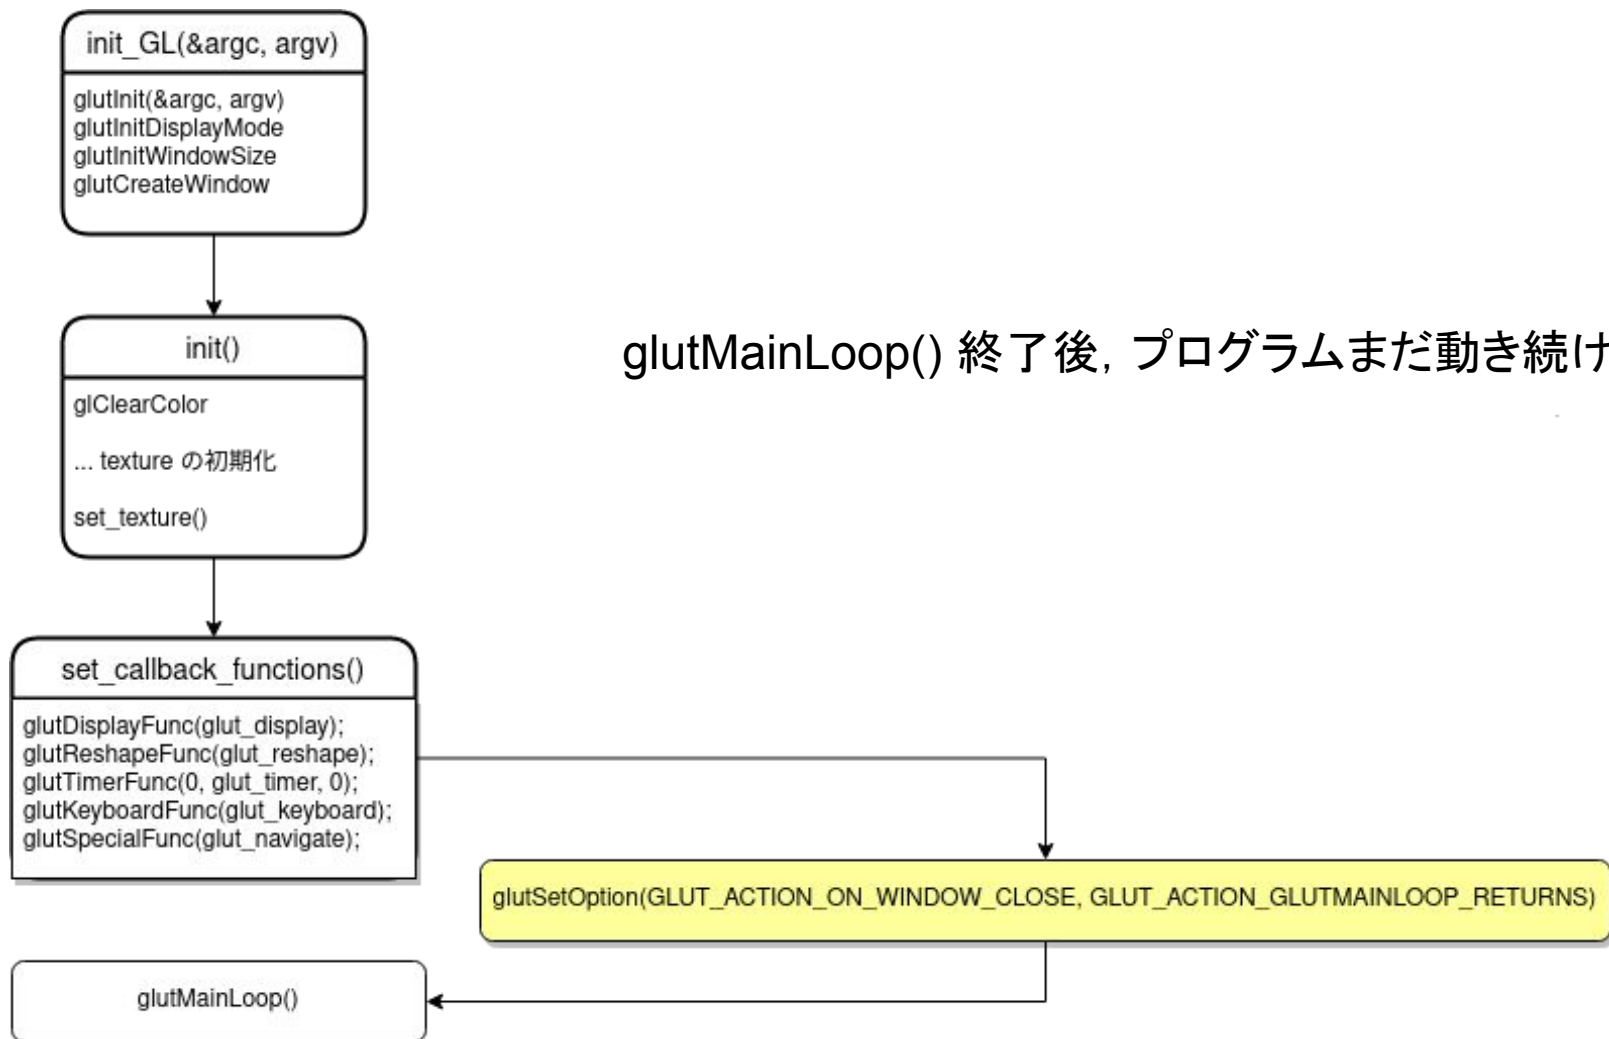 init_GL(&argc, argv)
glutInit(&argc, argv)
glutInitDisplayMode
glutInitWindowSize
glutCreateWindow
init()
glClearColor
... texture の初期化
set_texture()
glutMainLoop() 終了後, プログラムまだ動き続け
set_callback_functions()
glutDisplayFunc(glut_display);
glutReshapeFunc(glut_reshape);
glutTimerFunc(0, glut_timer, 0);
glutKeyboardFunc(glut_keyboard);
glutSpecialFunc(glut_navigate);
glutSetOption(GLUT_ACTION_ON_WINDOW_CLOSE, GLUT_ACTION_GLUTMAINLOOP_RETURNS)
glutMainLoop()